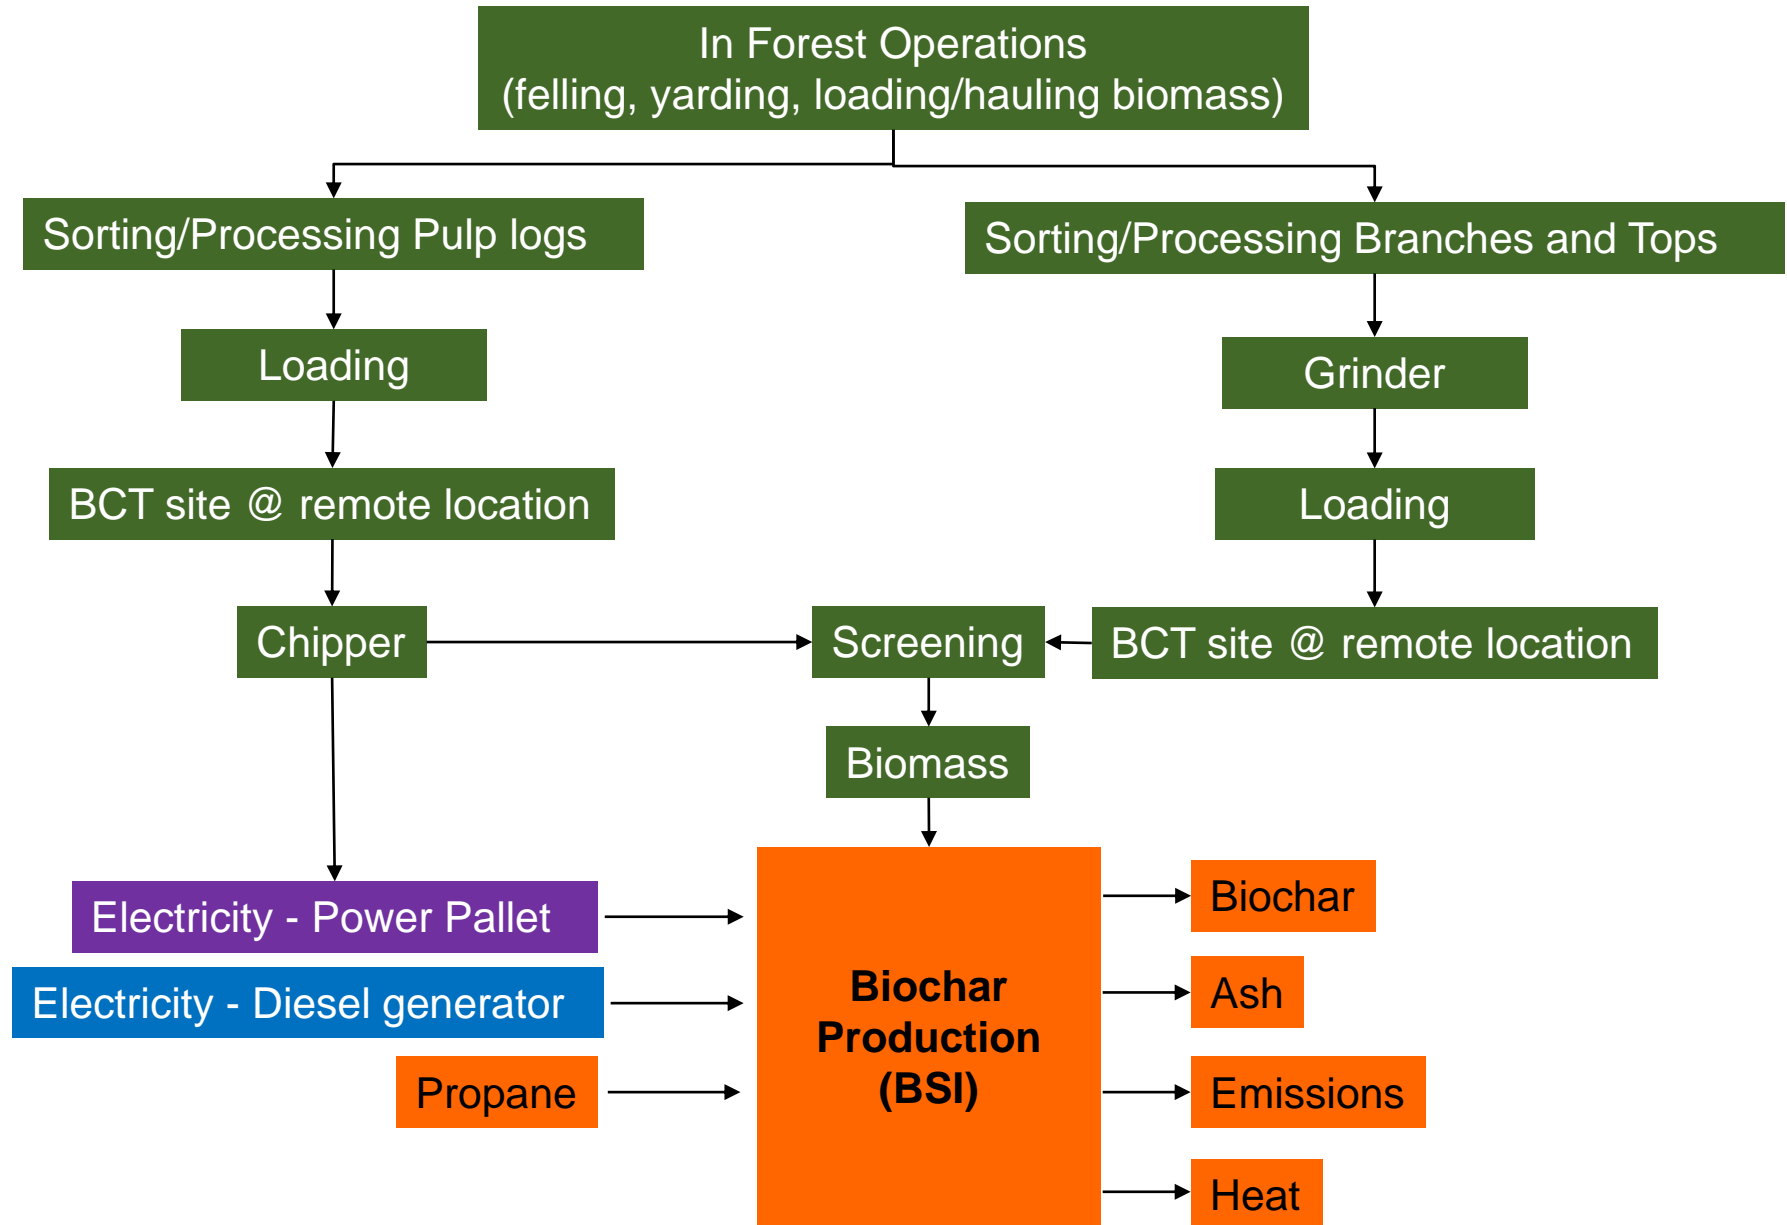 In Forest Operations
(felling, yarding, loading/hauling biomass)
Sorting/Processing Pulp logs
Sorting/Processing Branches and Tops
Loading
Grinder
BCT site @ remote location
Loading
Chipper
Screening
BCT site @ remote location
Biomass
Electricity - Power Pallet
Electricity - Diesel generator
Propane
Biochar
Production
(BSI)
Biochar
Ash
Emissions
Heat